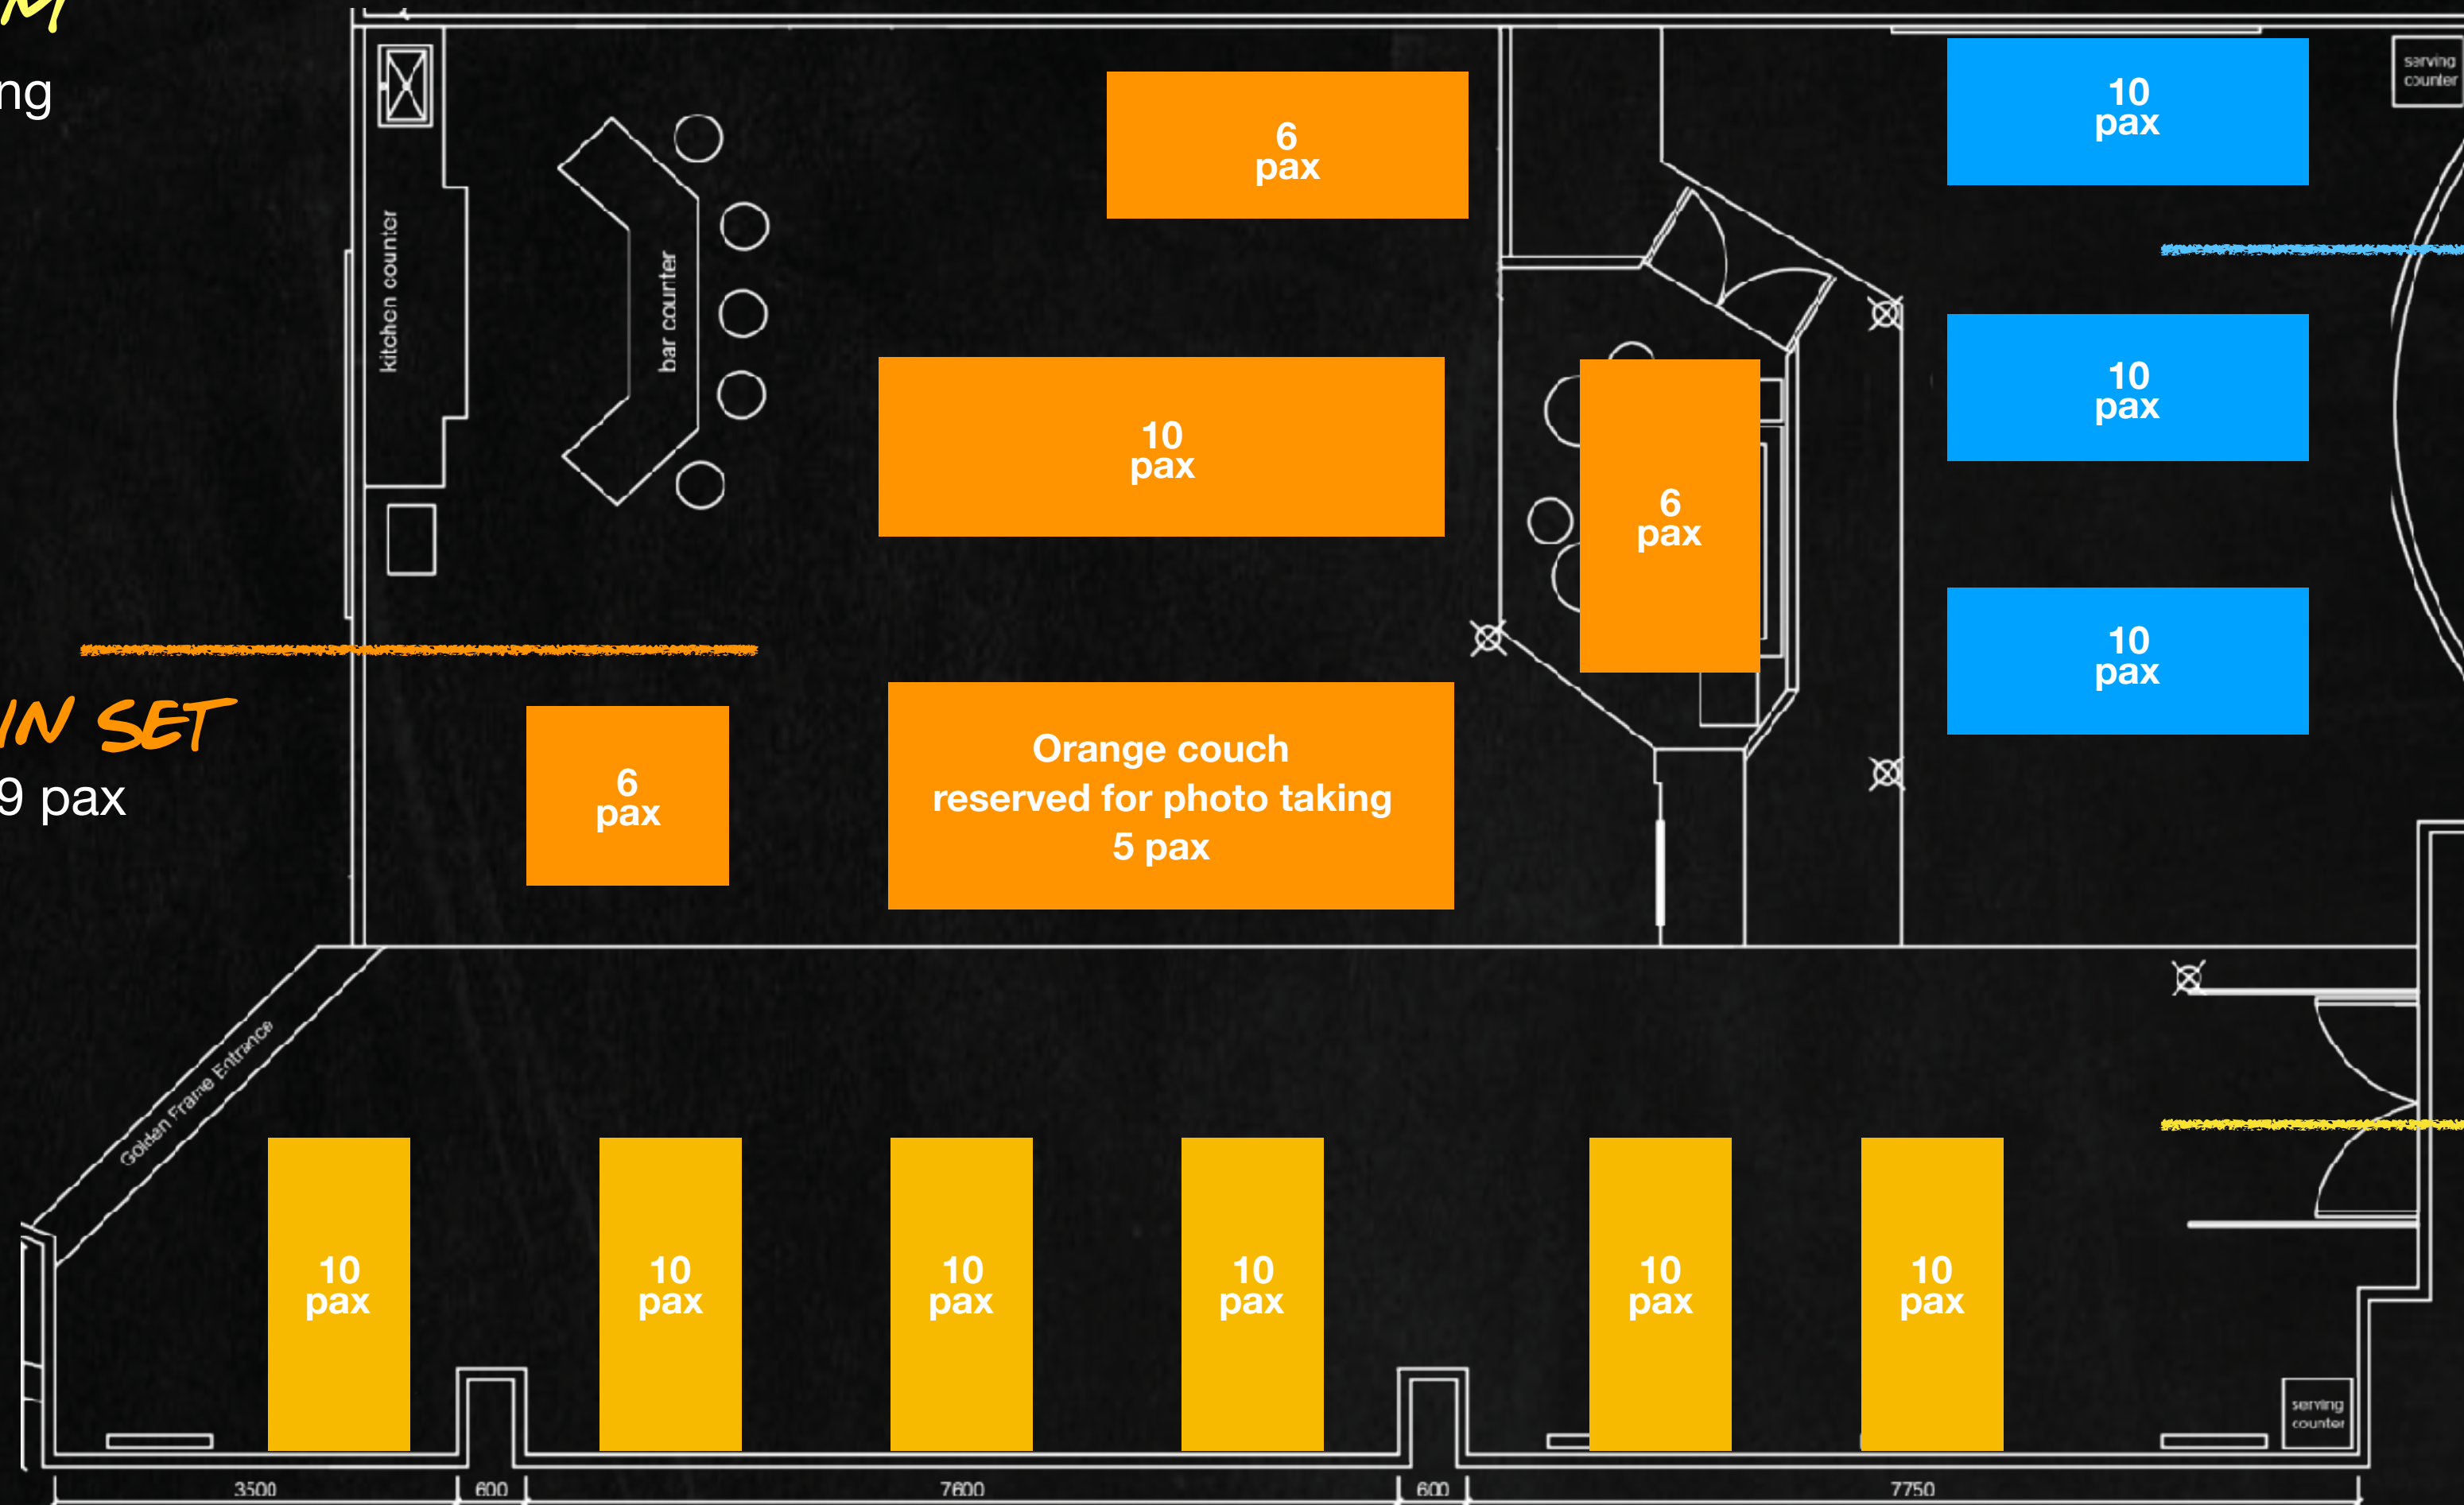 ng
6
pax
10
pax
serving
counter
kitchen counter
bar counter
10
pax
10
pax
6
pax
10
pax
IN SET
9 pax
6
pax
Orange couch
reserved for photo taking
5 pax
Golden Frame Entrance
10
pax
10
pax
10
pax
10
pax
10
pax
10
pax
serving
counter
3500
600
7600
600
7750